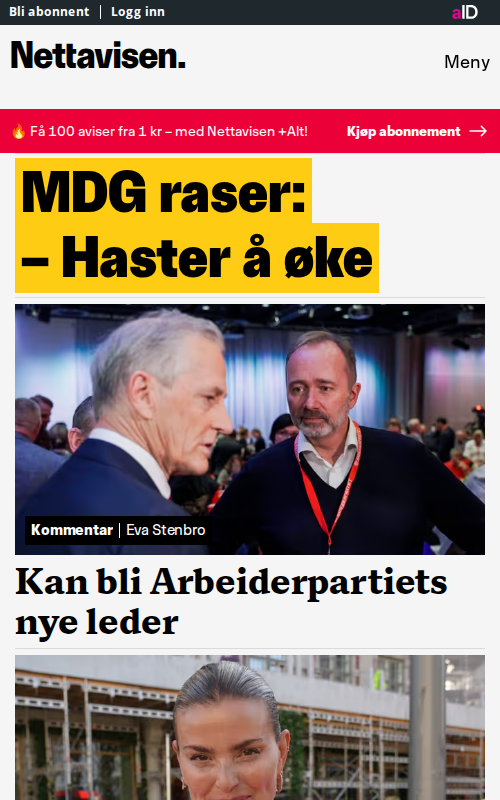 Bli abonnent | Logg inn
aID
Nettavisen.
Meny
🔥 Få 100 aviser fra 1 kr – med Nettavisen +Alt!
Kjøp abonnement →
MDG raser:
– Haster å øke
Kommentar | Eva Stenbro
Kan bli Arbeiderpartiets
nye leder